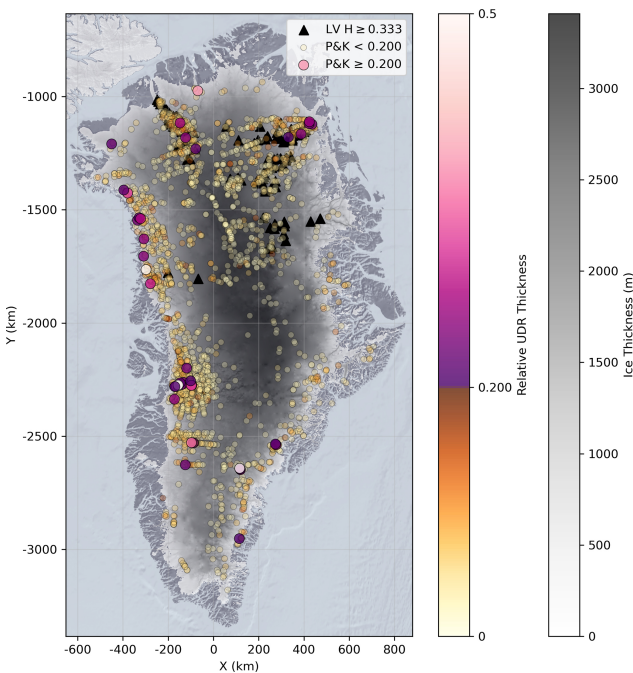 LV H ≥ 0.333
P&K < 0.200
P&K ≥ 0.200
-1000
-1500
-2000
-2500
-3000
Y (km)
-600 -400 -200 0 200 400 600 800
X (km)
0.5
0.200
0
Relative UDR Thickness
3000
2500
2000
1500
1000
500
0
Ice Thickness (m)